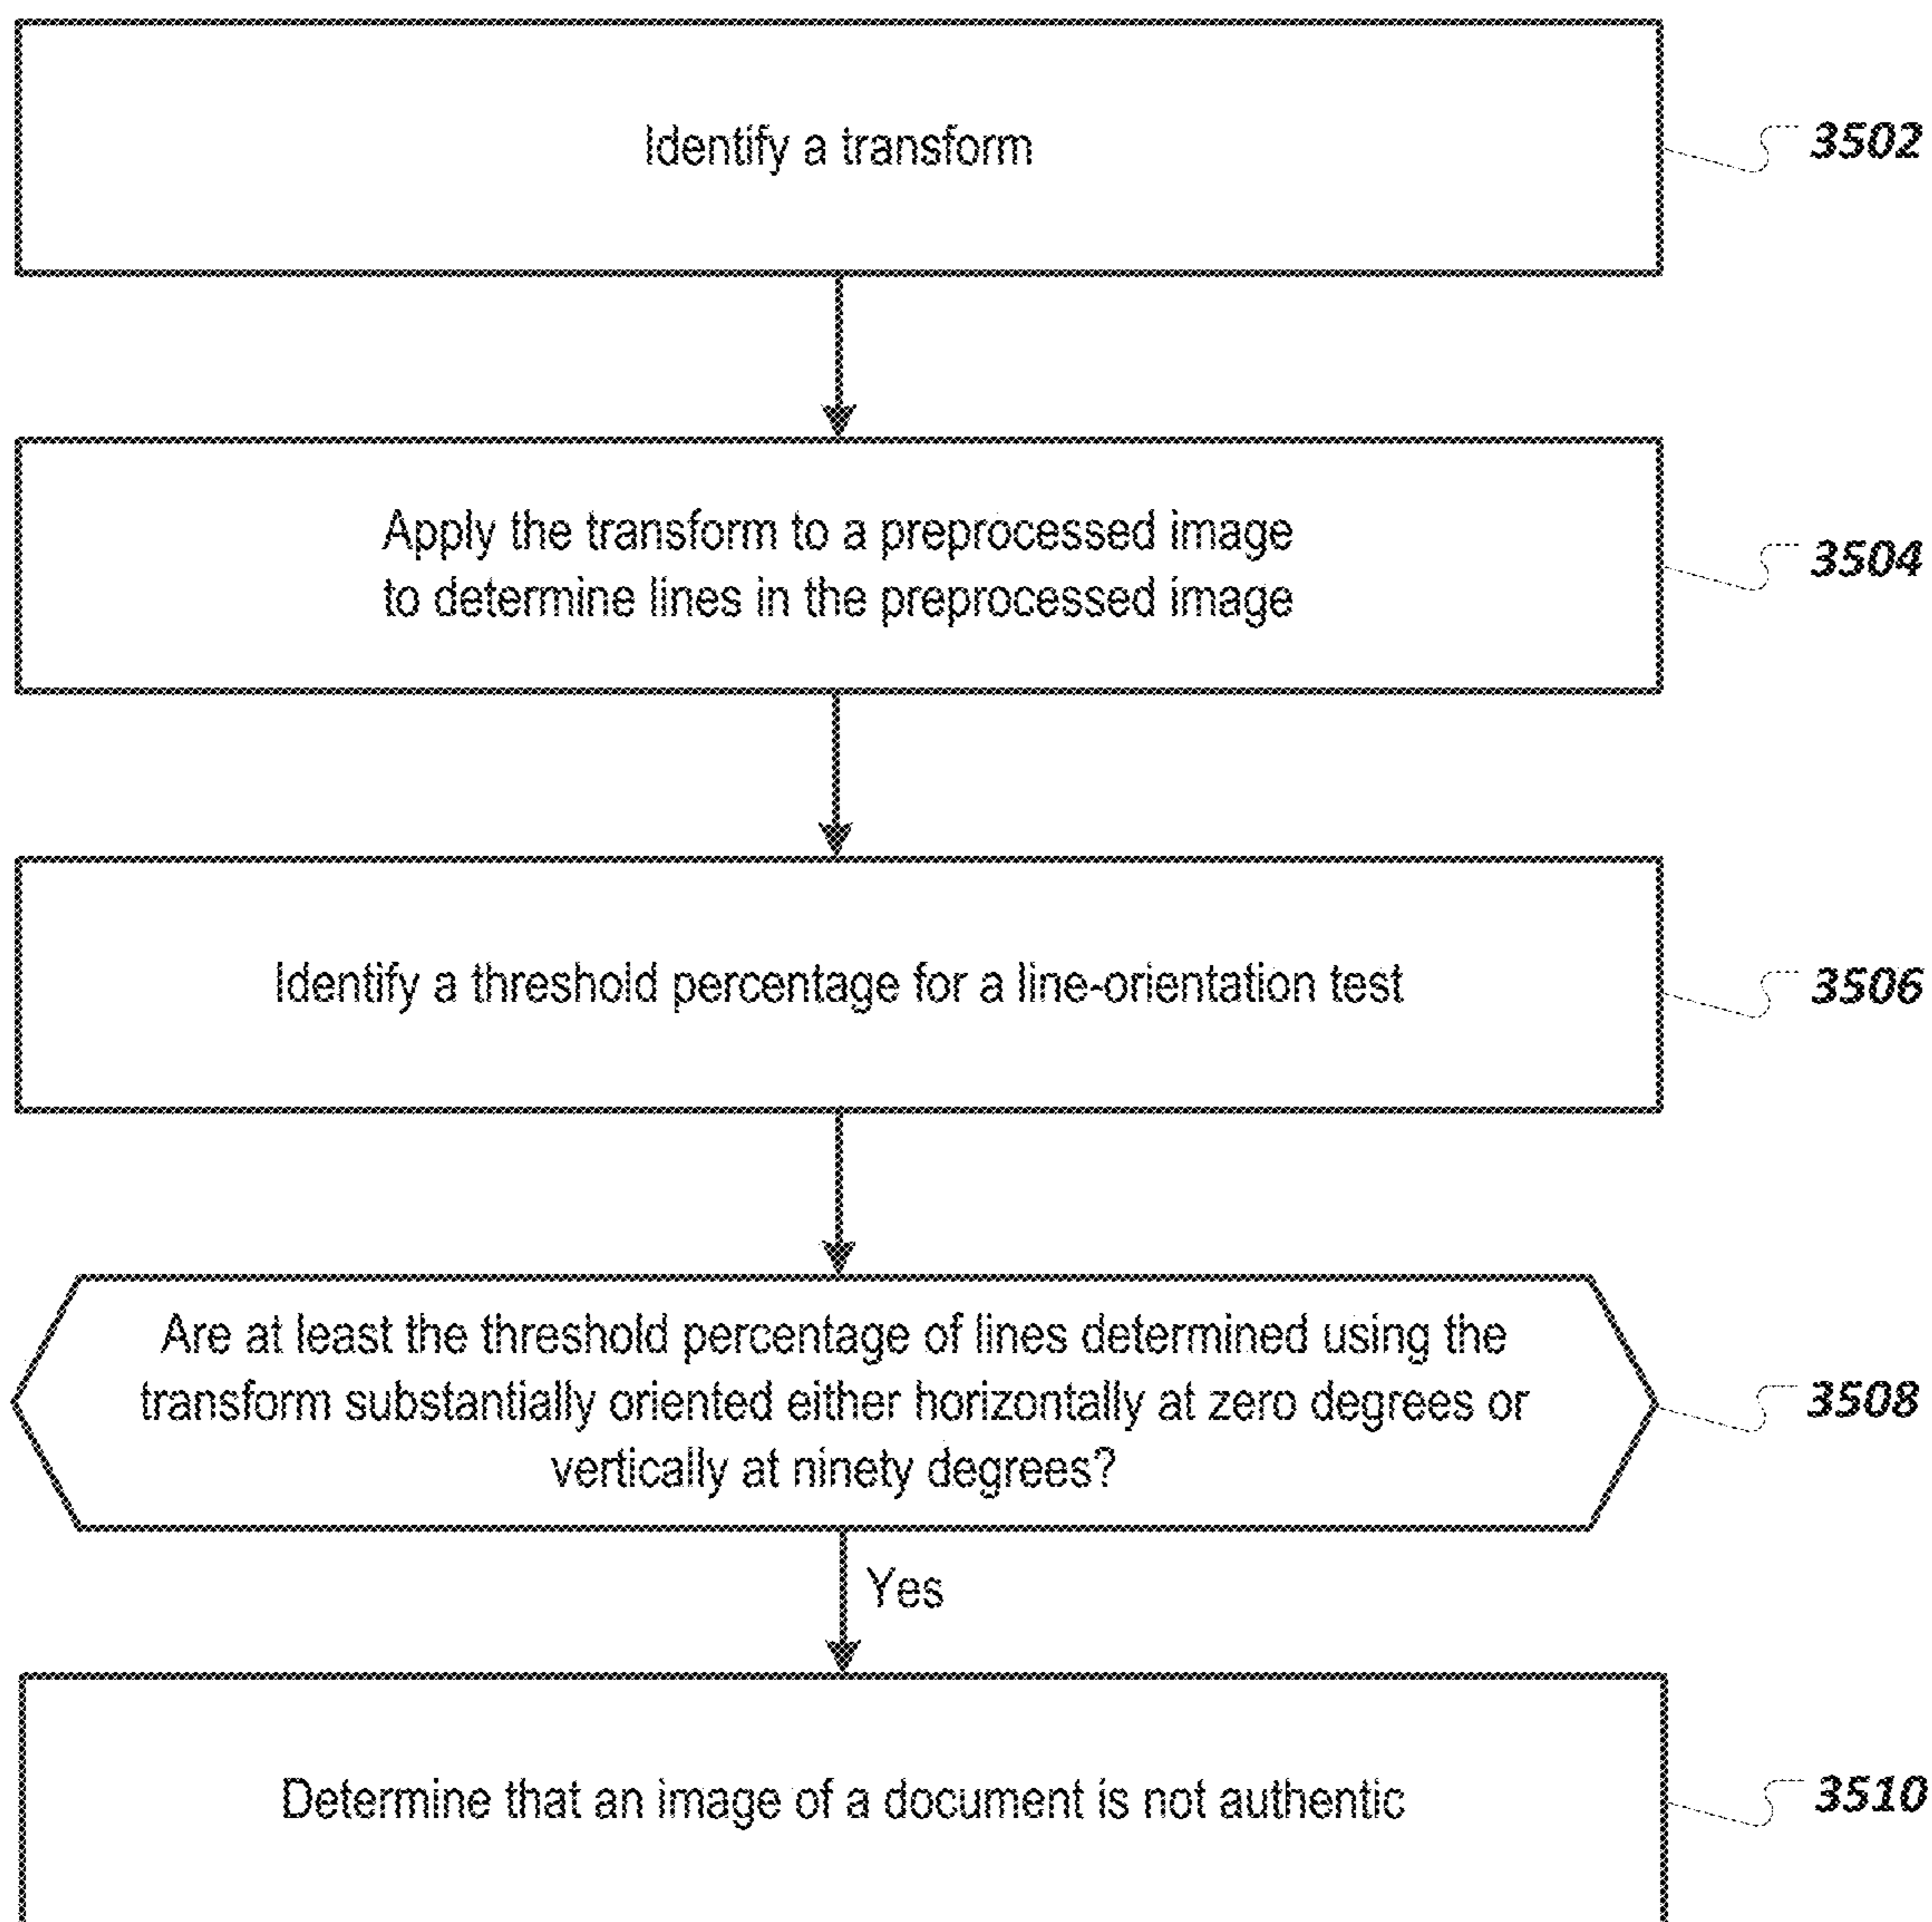 Identify a transform
3502
Apply the transform to a preprocessed image
to determine lines in the preprocessed image
3504
Identify a threshold percentage for a line-orientation test
3506
Are at least the threshold percentage of lines determined using the
transform substantially oriented either horizontally at zero degrees or
vertically at ninety degrees?
3508
Yes
Determine that an image of a document is not authentic
3510